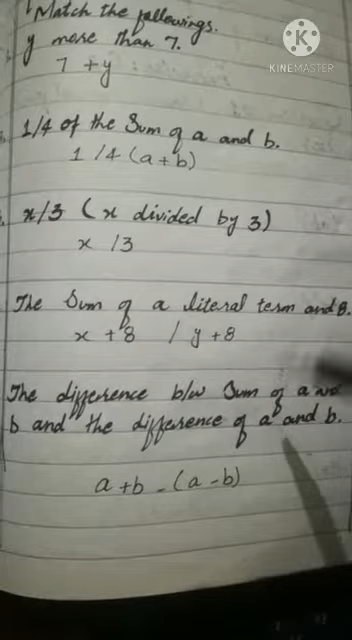 Match the followings.
y more than 7.
7 + y
KINEMASTER
1/4 of the Sum of a and b.
1/4 (a+b)
x/3 (x divided by 3)
x /3
The Sum of a literal term and 8.
x +8 / y +8
The difference b/w Sum of a and
b and the difference of a and b.
a + b - (a - b)